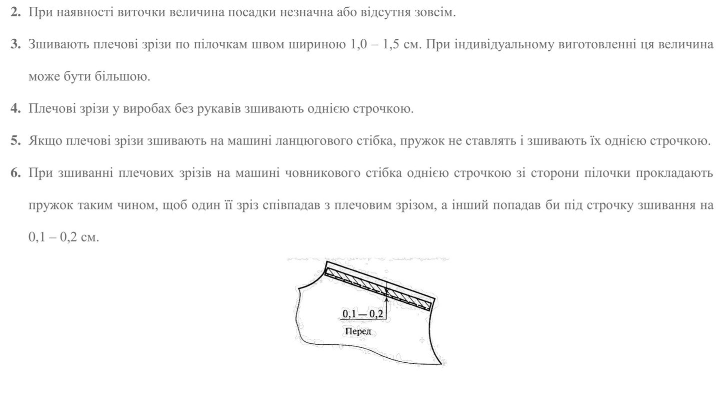 2. При наявності виточки величина посадки незначна або відсутня зовсім.
3. Зшивають плечові зрізи по пілочкам швом шириною 1,0 – 1,5 см. При індивідуальному виготовленні ця величина
може бути більшою.
4. Плечові зрізи у виробах без рукавів зшивають однією строчкою.
5. Якщо плечові зрізи зшивають на машині ланцюгового стібка, пружок не ставлять і зшивають їх однією строчкою.
6. При зшиванні плечових зрізів на машині човникового стібка однією строчкою зі сторони пілочки прокладають
пружок таким чином, щоб один її зріз співпадав з плечовим зрізом, а інший попадав би під строчку зшивання на
0,1 – 0,2 см.
0,1—0,2
Перед